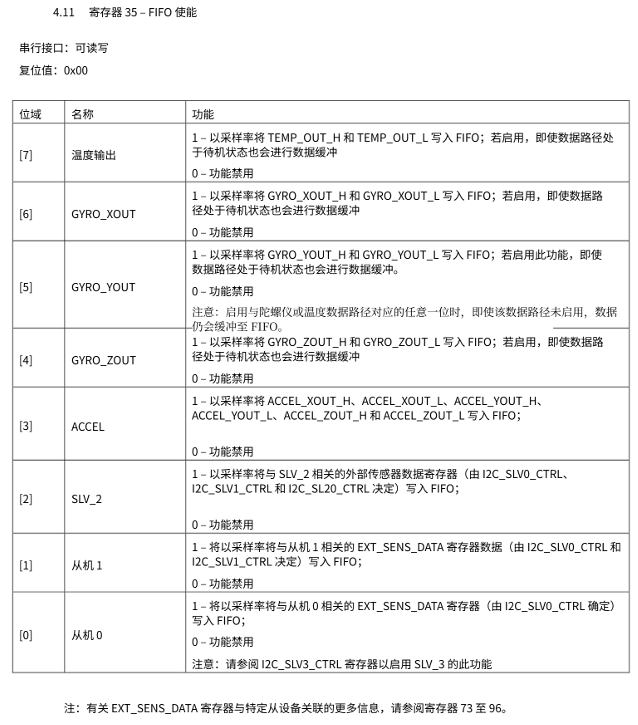 4.11 寄存器 35 – FIFO 使能
串行接口：可读写
复位值：0x00
位域 名称 功能
[7] 温度输出
1 – 以采样率将 TEMP_OUT_H 和 TEMP_OUT_L 写入 FIFO；若启用，即使数据路径处
于待机状态也会进行数据缓冲
0 – 功能禁用
[6] GYRO_XOUT
1 – 以采样率将 GYRO_XOUT_H 和 GYRO_XOUT_L 写入 FIFO；若启用，即使数据路
径处于待机状态也会进行数据缓冲
0 – 功能禁用
[5] GYRO_YOUT
1 – 以采样率将 GYRO_YOUT_H 和 GYRO_YOUT_L 写入 FIFO；若启用此功能，即使
数据路径处于待机状态也会进行数据缓冲。
0 – 功能禁用
注意：启用与陀螺仪或温度数据路径对应的任意一位时，即使该数据路径未启用，数据
仍会缓冲至 FIFO。
[4] GYRO_ZOUT
1 – 以采样率将 GYRO_ZOUT_H 和 GYRO_ZOUT_L 写入 FIFO；若启用，即使数据路
径处于待机状态也会进行数据缓冲
0 – 功能禁用
[3] ACCEL
1 – 以采样率将 ACCEL_XOUT_H、ACCEL_XOUT_L、ACCEL_YOUT_H、
ACCEL_YOUT_L、ACCEL_ZOUT_H 和 ACCEL_ZOUT_L 写入 FIFO；
0 – 功能禁用
[2] SLV_2
1 – 以采样率将与 SLV_2 相关的外部传感器数据寄存器（由 I2C_SLV0_CTRL、
I2C_SLV1_CTRL 和 I2C_SL20_CTRL 决定）写入 FIFO；
0 – 功能禁用
[1] 从机 1
1 – 将以采样率将与从机 1 相关的 EXT_SENS_DATA 寄存器数据（由 I2C_SLV0_CTRL 和
I2C_SLV1_CTRL 决定）写入 FIFO；
0 – 功能禁用
[0] 从机 0
1 – 将以采样率将与从机 0 相关的 EXT_SENS_DATA 寄存器（由 I2C_SLV0_CTRL 确定）
写入 FIFO；
0 – 功能禁用
注意：请参阅 I2C_SLV3_CTRL 寄存器以启用 SLV_3 的此功能
注：有关 EXT_SENS_DATA 寄存器与特定从设备关联的更多信息，请参阅寄存器 73 至 96。